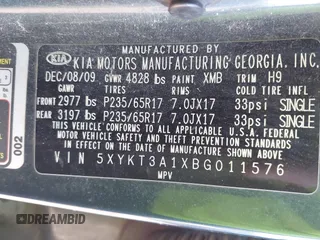 MANUFACTURED BY
KIA KIA MOTORS MANUFACTURING GEORGIA, INC.
DEC/08/09 GVWR 4828 lbs PAINT XMB TRIM H9
GAWR TIRES RIMS COLD TIRE INFL
FRONT 2977 lbs P235/65R17 7.0JX17 33psi SINGLE
REAR 3197 lbs P235/65R17 7.0JX17 33psi SINGLE
THIS VEHICLE CONFORMS TO ALL APPLICABLE
U.S.A. FEDERAL MOTOR VEHICLE SAFETY
STANDARDS IN EFFECT ON THE DATE OF
MANUFACTURE SHOWN ABOVE.
VIN 5XYKT3A1XBG011576
MPV
002
DREAMBID